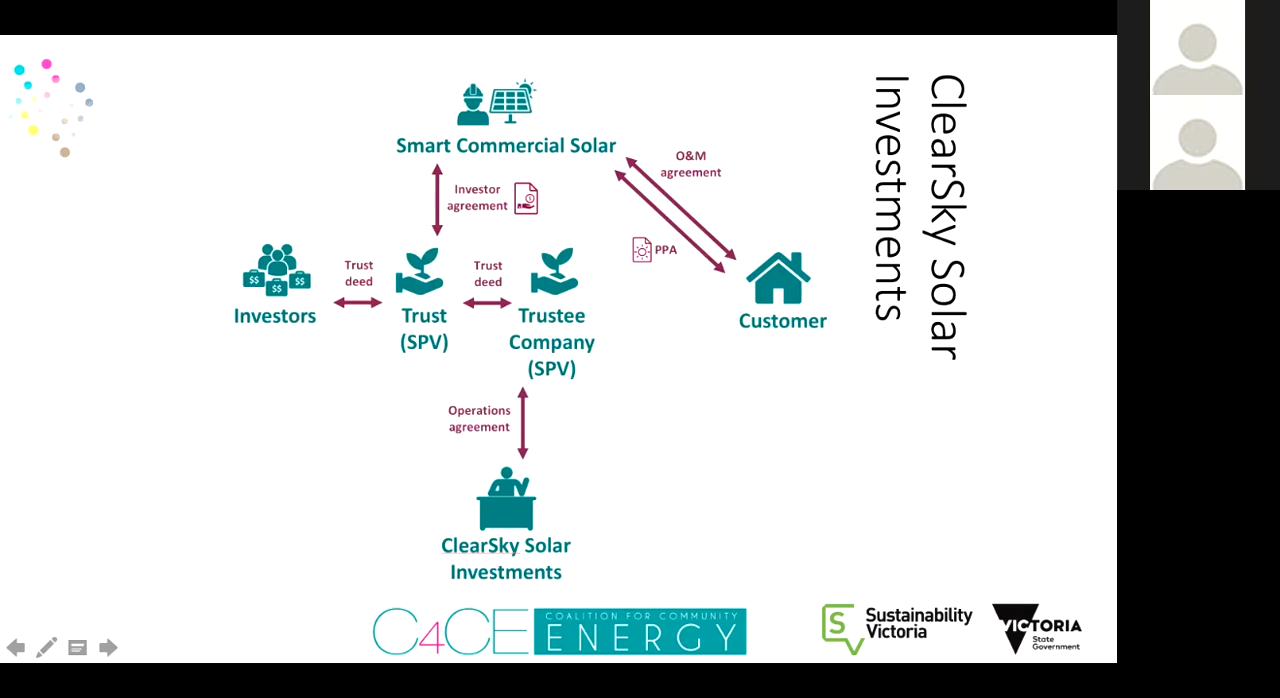 ClearSky Solar
Investments
Smart Commercial Solar
O&M
agreement
Investor
agreement
PPA
Trust
deed
Trust
deed
$$
$$
$$
Investors
Trust
(SPV)
Trustee
Company
(SPV)
Customer
Operations
agreement
ClearSky Solar
Investments
C4CE
COALITION FOR COMMUNITY
ENERGY
S
Sustainability
Victoria
VICTORIA
State
Government